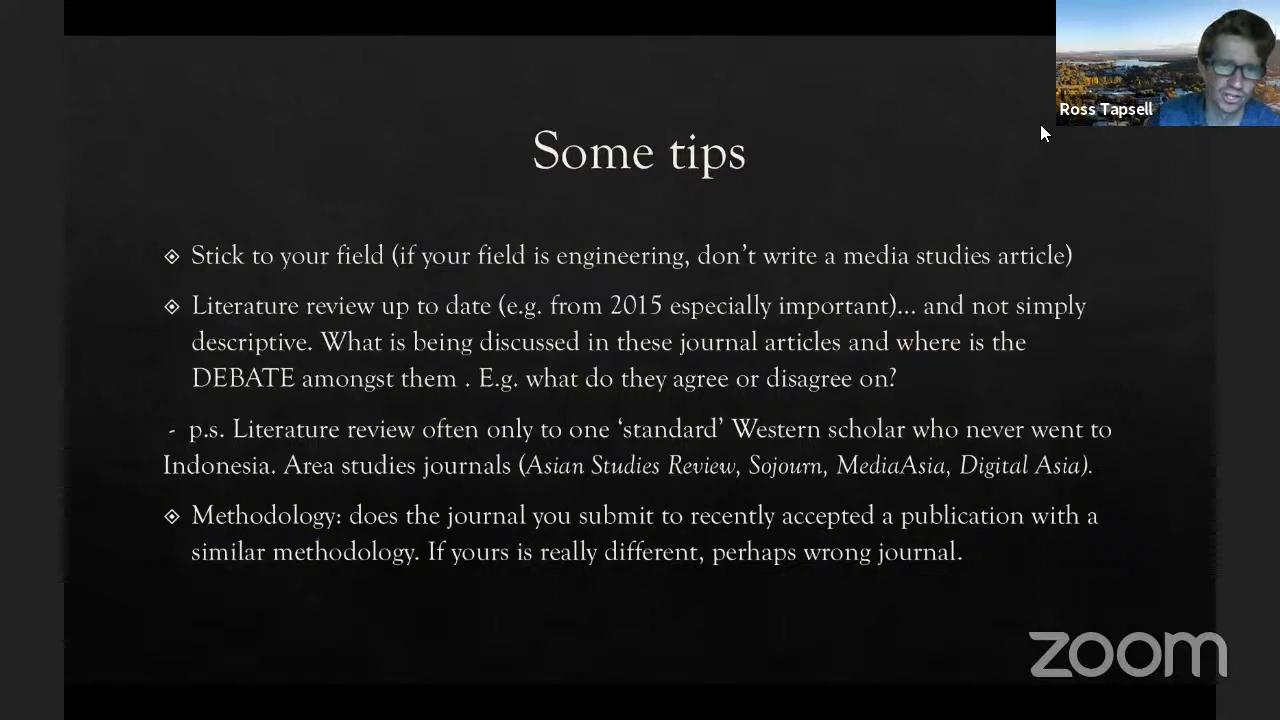 Ross Tapsell
Some tips
Stick to your field (if your field is engineering, don't write a media studies article)
Literature review up to date (e.g. from 2015 especially important)... and not simply
descriptive. What is being discussed in these journal articles and where is the
DEBATE amongst them . E.g. what do they agree or disagree on?
- p.s. Literature review often only to one ‘standard’ Western scholar who never went to
Indonesia. Area studies journals (Asian Studies Review, Sojourn, MediaAsia, Digital Asia).
Methodology: does the journal you submit to recently accepted a publication with a
similar methodology. If yours is really different, perhaps wrong journal.
zoom